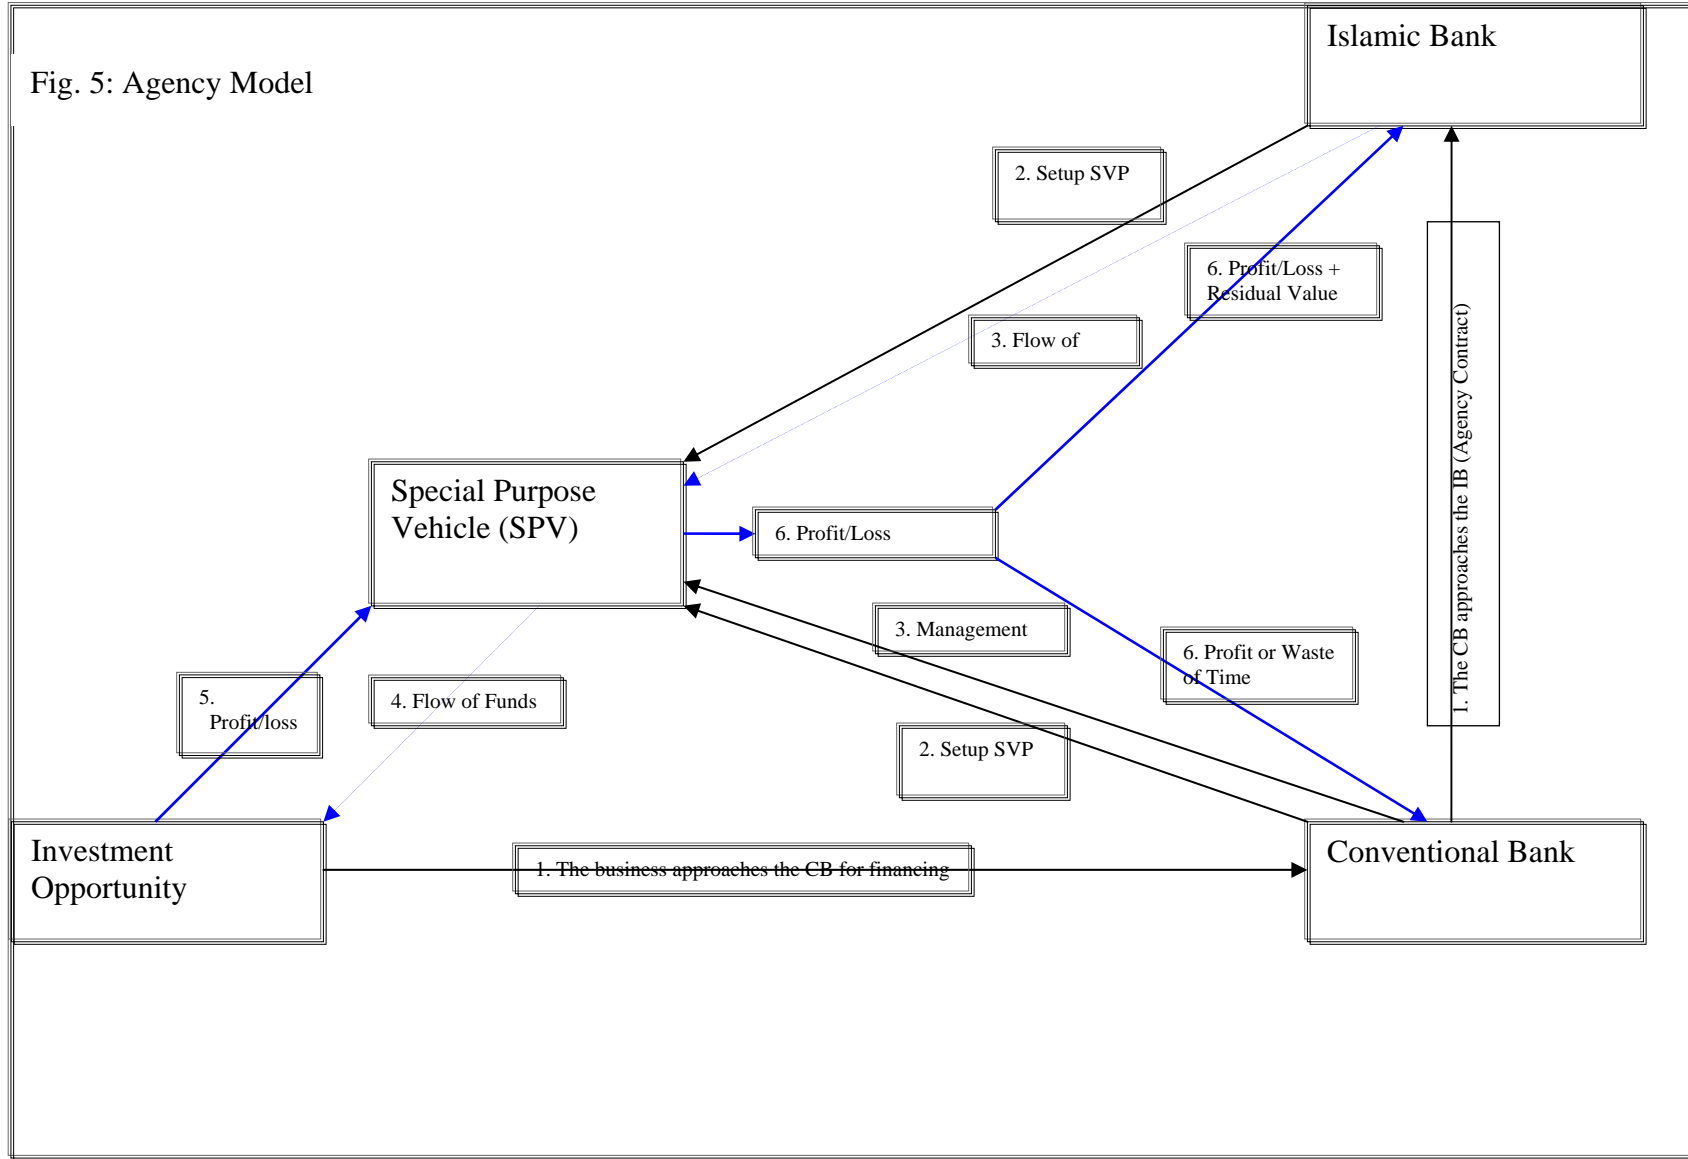 Islamic Bank
Fig. 5: Agency Model
2. Setup SVP
6. Profit/Loss +
Residual Value
3. Flow of
1. The CB approaches the IB (Agency Contract)
Special Purpose
Vehicle (SPV)
6. Profit/Loss
3. Management
6. Profit or Waste
of Time
5.
Profit/loss
4. Flow of Funds
2. Setup SVP
Investment
Opportunity
1. The business approaches the CB for financing
Conventional Bank